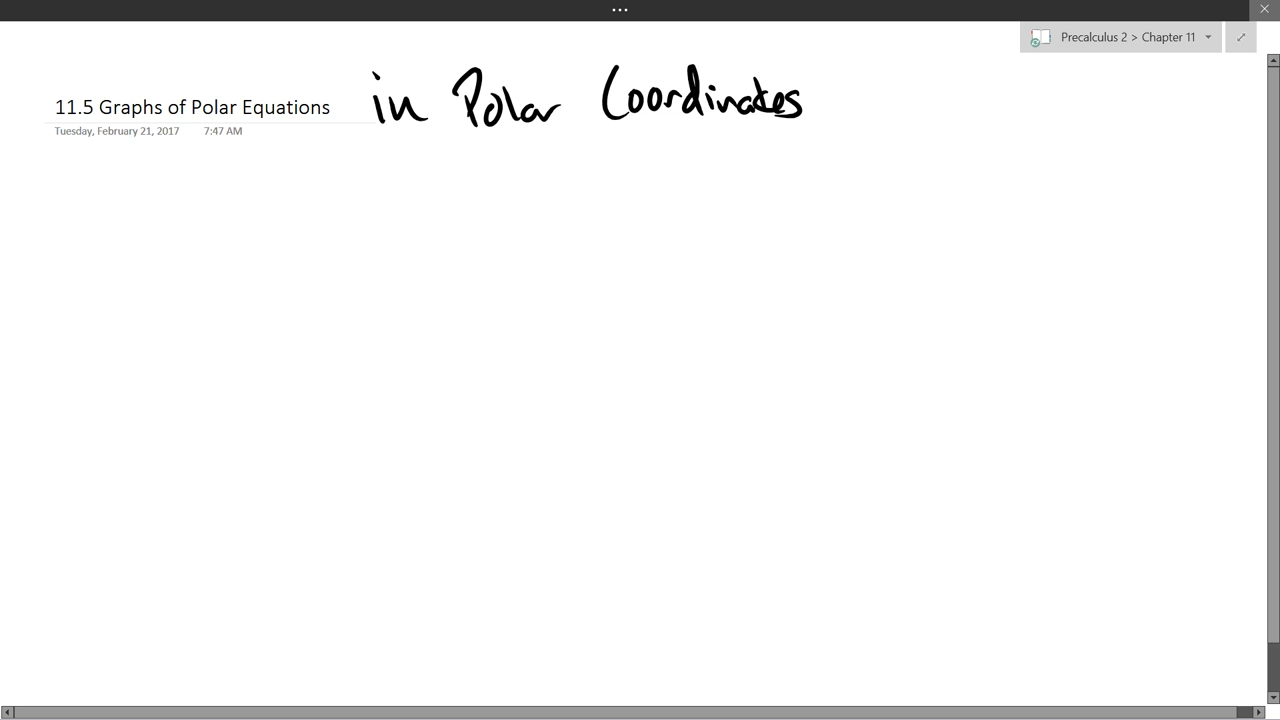 Precalculus 2 > Chapter 11
11.5 Graphs of Polar Equations in Polar Coordinates
Tuesday, February 21, 2017 7:47 AM